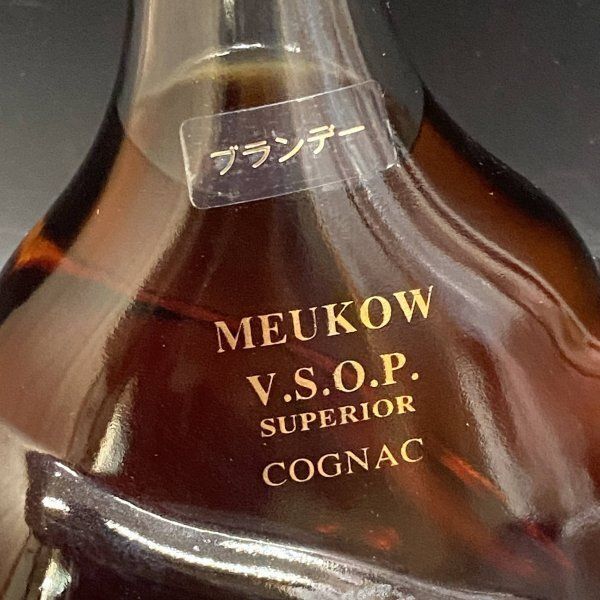 ブランデー
MEUKOW
V.S.O.P.
SUPERIOR
COGNAC